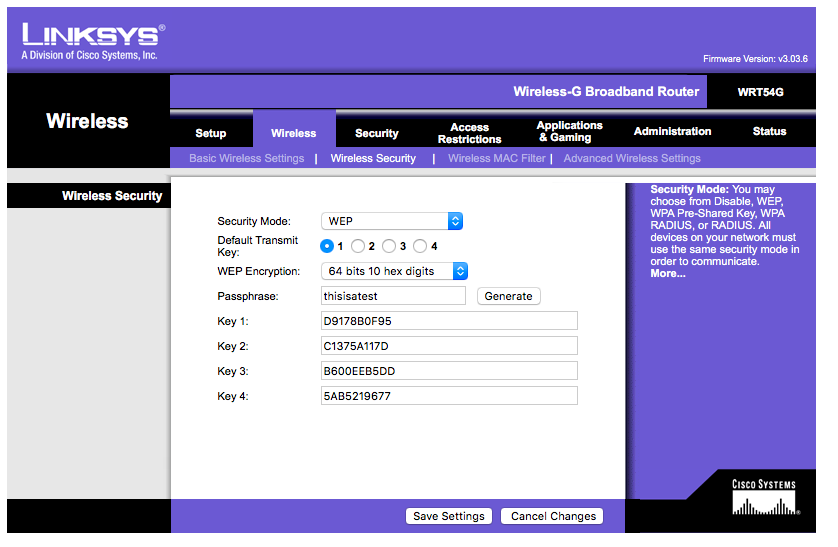 LINKSYS®
A Division of Cisco Systems, Inc.
Firmware Version: v3.03.6
Wireless-G Broadband Router WRT54G
Wireless
Setup Wireless Security Access Restrictions Applications & Gaming Administration Status
Basic Wireless Settings | Wireless Security | Wireless MAC Filter | Advanced Wireless Settings
Wireless Security
Security Mode: WEP
Default Transmit
Key: 1 2 3 4
WEP Encryption: 64 bits 10 hex digits
Passphrase: thisisatest Generate
Key 1: D9178B0F95
Key 2: C1375A117D
Key 3: B600EEB5DD
Key 4: 5AB5219677
Security Mode: You may
choose from Disable, WEP,
WPA Pre-Shared Key, WPA
RADIUS, or RADIUS. All
devices on your network must
use the same security mode in
order to communicate.
More...
CISCO SYSTEMS
®
Save Settings Cancel Changes